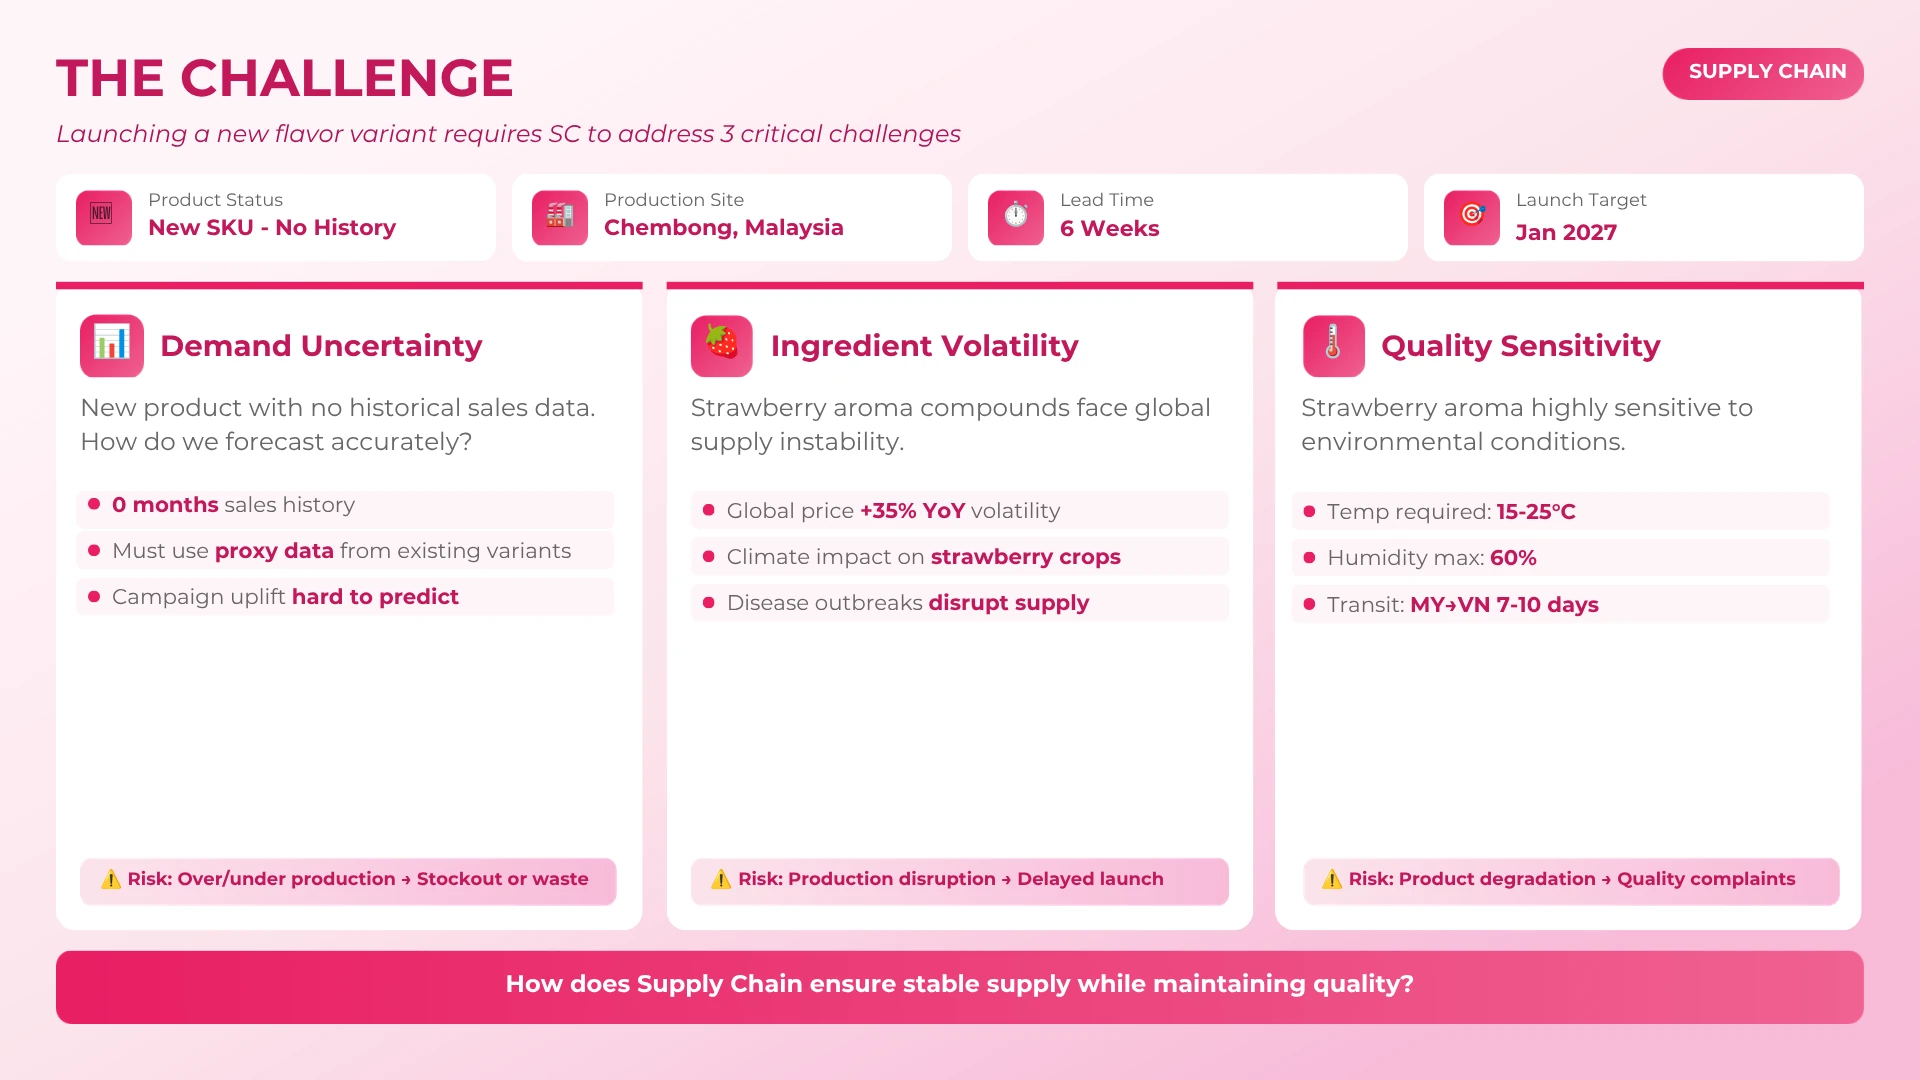 THE CHALLENGE
SUPPLY CHAIN
Launching a new flavor variant requires SC to address 3 critical challenges
Product Status
New SKU - No History
Production Site
Chembong, Malaysia
Lead Time
6 Weeks
Launch Target
Jan 2027
Demand Uncertainty
New product with no historical sales data.
How do we forecast accurately?
0 months sales history
Must use proxy data from existing variants
Campaign uplift hard to predict
⚠️ Risk: Over/under production → Stockout or waste
Ingredient Volatility
Strawberry aroma compounds face global
supply instability.
Global price +35% YoY volatility
Climate impact on strawberry crops
Disease outbreaks disrupt supply
⚠️ Risk: Production disruption → Delayed launch
Quality Sensitivity
Strawberry aroma highly sensitive to
environmental conditions.
Temp required: 15-25°C
Humidity max: 60%
Transit: MY→VN 7-10 days
⚠️ Risk: Product degradation → Quality complaints
How does Supply Chain ensure stable supply while maintaining quality?